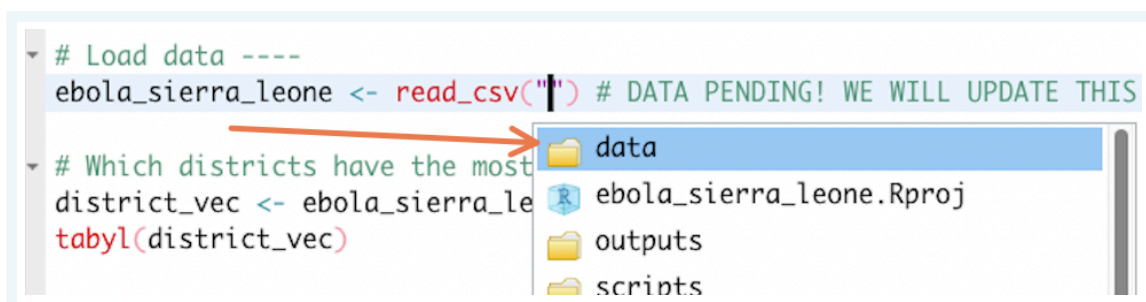 # Load data ----
ebola_sierra_leone <- read_csv("") # DATA PENDING! WE WILL UPDATE THIS
data
# Which districts have the most
ebola_sierra_leone.Rproj
district_vec <- ebola_sierra_le
outputs
tabyl(district_vec)
scripts